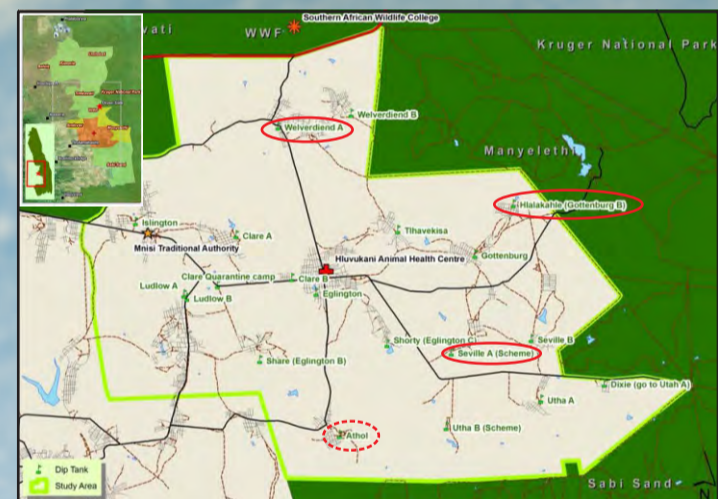 Southern African Wildlife College
WWF
Kruger National Park
Welverdiend B
Welverdiend A
Manyelethi
Hlalakahle (Gottenburg B)
Islington
Tlhavekisa
Clare A
Mnisi Traditional Authority
Gottenburg
Hluvukani Animal Health Centre
Clare Quarantine camp
Clare B
Ludlow A
Eglington
Ludlow B
Shorty (Eglington C)
Seville B
Seville A (Scheme)
Share (Eglington B)
Dixie (go to Utah A)
Utha A
Utha B (Scheme)
Athol
Dip Tank
Study Area
Sabi Sand